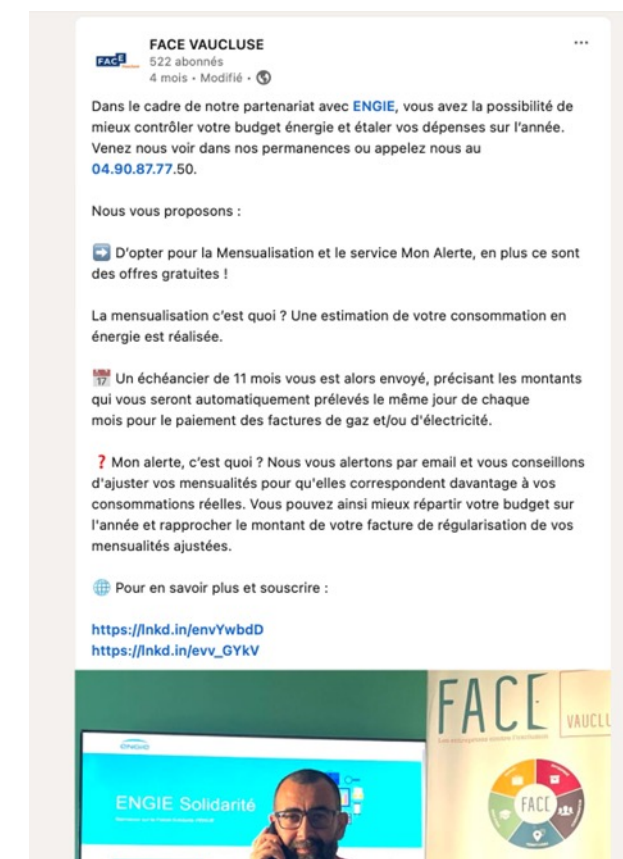 FACE VAUCLUSE
FACE
522 abonnés
4 mois • Modifié •
Dans le cadre de notre partenariat avec ENGIE, vous avez la possibilité de
mieux contrôler votre budget énergie et étaler vos dépenses sur l'année.
Venez nous voir dans nos permanences ou appelez nous au
04.90.87.77.50.
Nous vous proposons :
➡️ D'opter pour la Mensualisation et le service Mon Alerte, en plus ce sont
des offres gratuites !
La mensualisation c'est quoi ? Une estimation de votre consommation en
énergie est réalisée.
📅 Un échéancier de 11 mois vous est alors envoyé, précisant les montants
qui vous seront automatiquement prélevés le même jour de chaque
mois pour le paiement des factures de gaz et/ou d'électricité.
❓ Mon alerte, c'est quoi ? Nous vous alertons par email et vous conseillons
d'ajuster vos mensualités pour qu'elles correspondent davantage à vos
consommations réelles. Vous pouvez ainsi mieux répartir votre budget sur
l'année et rapprocher le montant de votre facture de régularisation de vos
mensualités ajustées.
🌐 Pour en savoir plus et souscrire :
https://lnkd.in/envYwbdD
https://lnkd.in/evv_GYkV
ENGIE
ENGIE Solidarité
FACE
VAUCLU
FACE